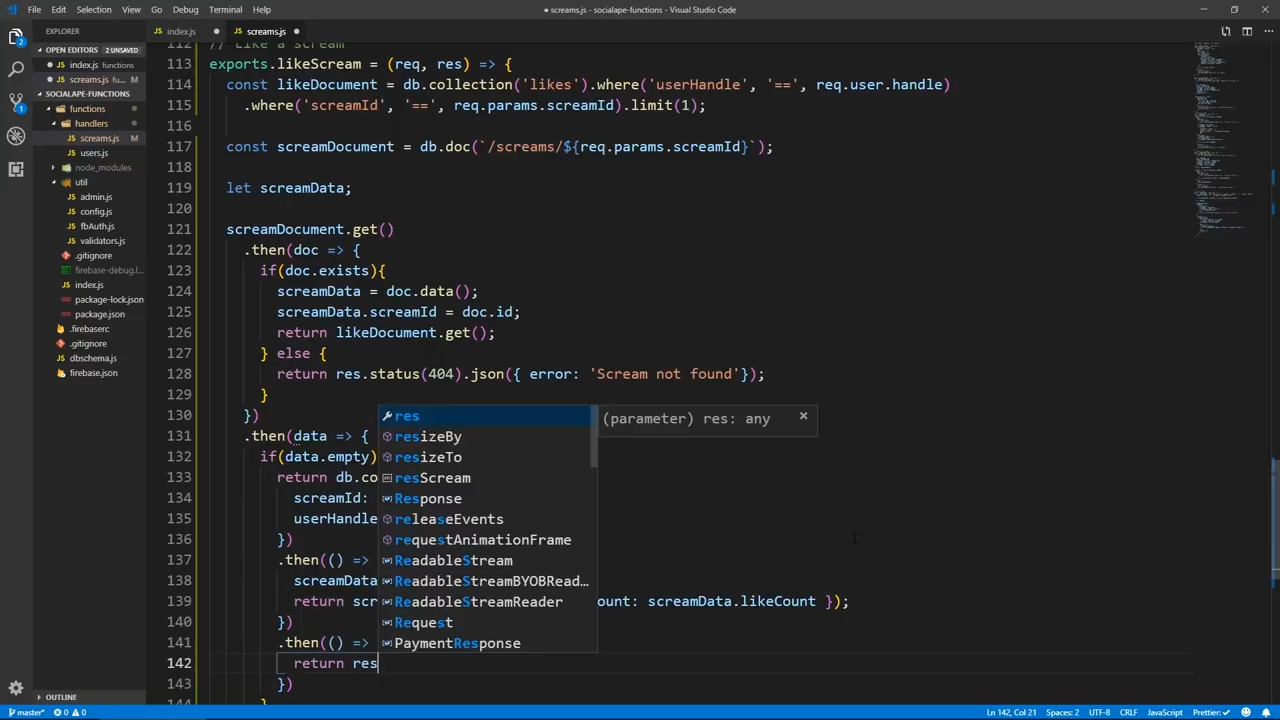 File Edit Selection View Go Debug Terminal Help
● screams.js - socialape-functions - Visual Studio Code
EXPLORER
OPEN EDITORS 2 UNSAVED
● index.js functions
● screams.js fu... M
SOCIALAPE-FUNCTIONS
functions
handlers
screams.js M
users.js
node_modules
util
admin.js
config.js
fbAuth.js
validators.js
.gitignore
firebase-debug.l...
index.js
package-lock.json
package.json
.firebaserc
.gitignore
dbschema.js
firebase.json
OUTLINE
index.js ●
screams.js ●
112 // Like a scream
113 exports.likeScream = (req, res) => {
114 const likeDocument = db.collection('likes').where('userHandle', '==', req.user.handle)
115 .where('screamId', '==', req.params.screamId).limit(1);
116
117 const screamDocument = db.doc(`/screams/${req.params.screamId}`);
118
119 let screamData;
120
121 screamDocument.get()
122 .then(doc => {
123 if(doc.exists){
124 screamData = doc.data();
125 screamData.screamId = doc.id;
126 return likeDocument.get();
127 } else {
128 return res.status(404).json({ error: 'Scream not found'});
129 }
130 })
131 .then(data => {
132 if(data.empty)
133 return db.co
134 screamId:
135 userHandle
136 })
137 .then(() =>
138 screamData
139 return scr ount: screamData.likeCount });
140 })
141 .then(() =>
142 return res
143 })
144 }
res
resizeBy
resizeTo
resScream
Response
releaseEvents
requestAnimationFrame
ReadableStream
ReadableStreamBYOBRead…
ReadableStreamReader
Request
PaymentResponse
(parameter) res: any
master* 0 0
Ln 142, Col 21 Spaces: 2 UTF-8 CRLF JavaScript Prettier: ✓